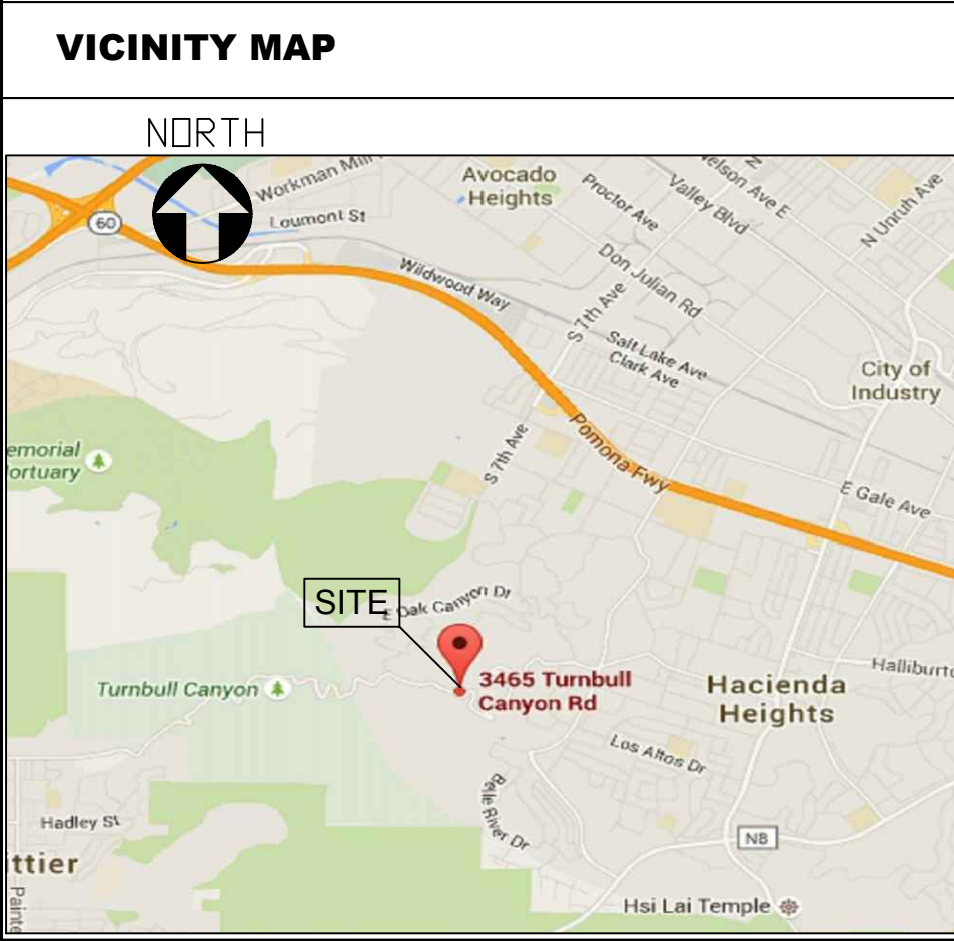 VICINITY MAP
NORTH
Workman Mill
Avocado
Heights
Proctor Ave
Valley Blvd
Nelson Ave E
N
N Unruh Ave
60
Loumont St
Wildwood Way
Don Julian Rd
S 7th Ave
Salt Lake Ave
Clark Ave
City of
Industry
emorial
ortuary
S 7th Ave
Pomona Fwy
E Gale Ave
SITE
E Oak Canyon Dr
Turnbull Canyon
3465 Turnbull
Canyon Rd
Halliburto
Hacienda
Heights
Los Altos Dr
Belle River Dr
Hadley St
N8
ittier
Painte
Hsi Lai Temple